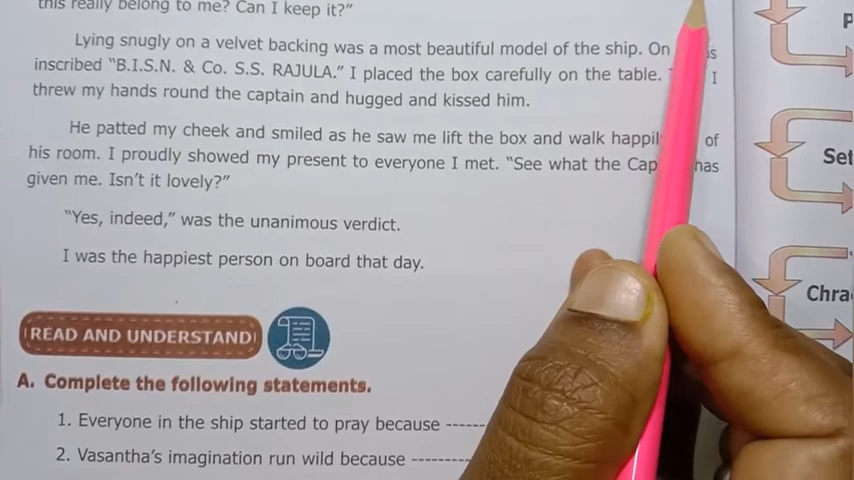 this really belong to me? Can I keep it?"
Lying snugly on a velvet backing was a most beautiful model of the ship. On
inscribed "B.I.S.N. & Co. S.S. RAJULA." I placed the box carefully on the table. I
threw my hands round the captain and hugged and kissed him.
He patted my cheek and smiled as he saw me lift the box and walk of
his room. I proudly showed my present to everyone I met. "See what the has
given me. Isn't it lovely?"
"Yes, indeed," was the unanimous verdict.
I was the happiest person on board that day.
READ AND UNDERSTAND
A. Complete the following statements.
1. Everyone in the ship started to pray because ------
2. Vasantha's imagination run wild because ---------
Set
Chra